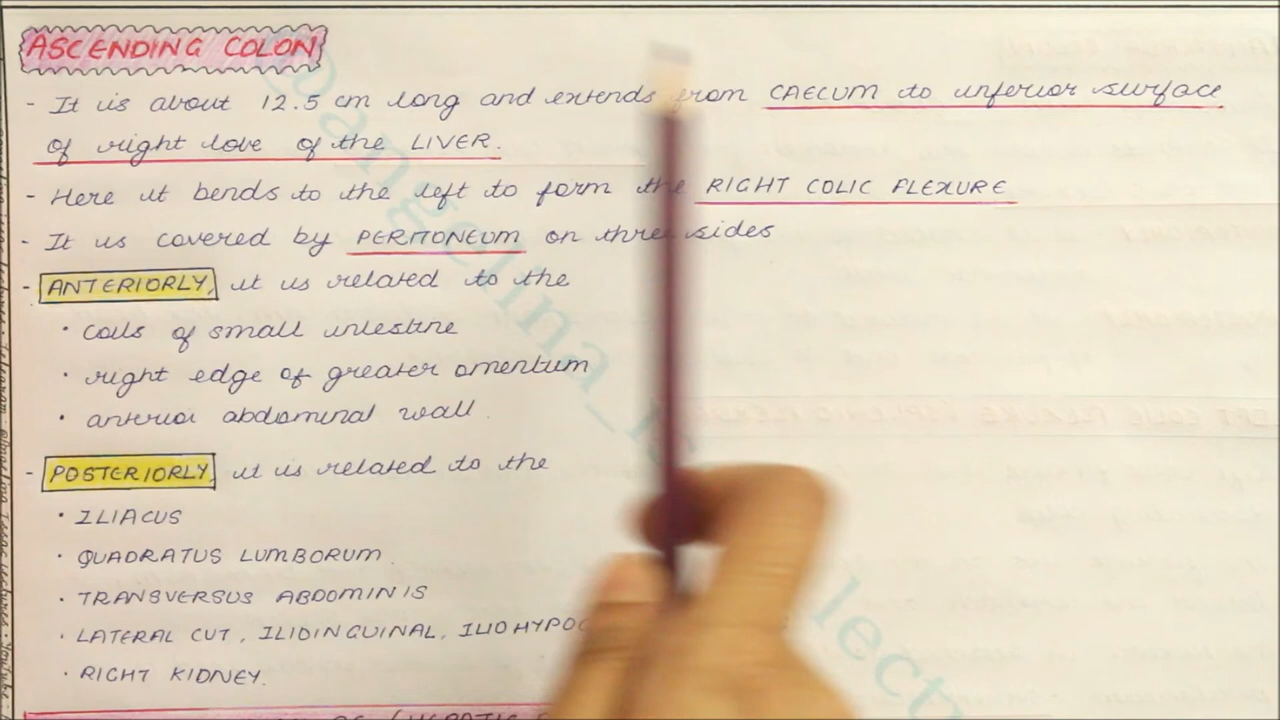 ASCENDING COLON
- It is about 12.5 cm long and extends from CAECUM to inferior surface
of right love of the LIVER.
- Here it bends to the left to form the RIGHT COLIC FLEXURE
- It is covered by PERITONEUM on three sides
- ANTERIORLY, it is related to the
• coils of small intestine
• right edge of greater omentum
• anterior abdominal wall.
- POSTERIORLY, it is related to the
• ILIACUS
• QUADRATUS LUMBORUM
• TRANSVERSUS ABDOMINIS
• LATERAL CUT, ILIOINGUINAL,
• RIGHT KIDNEY.
@angelina_